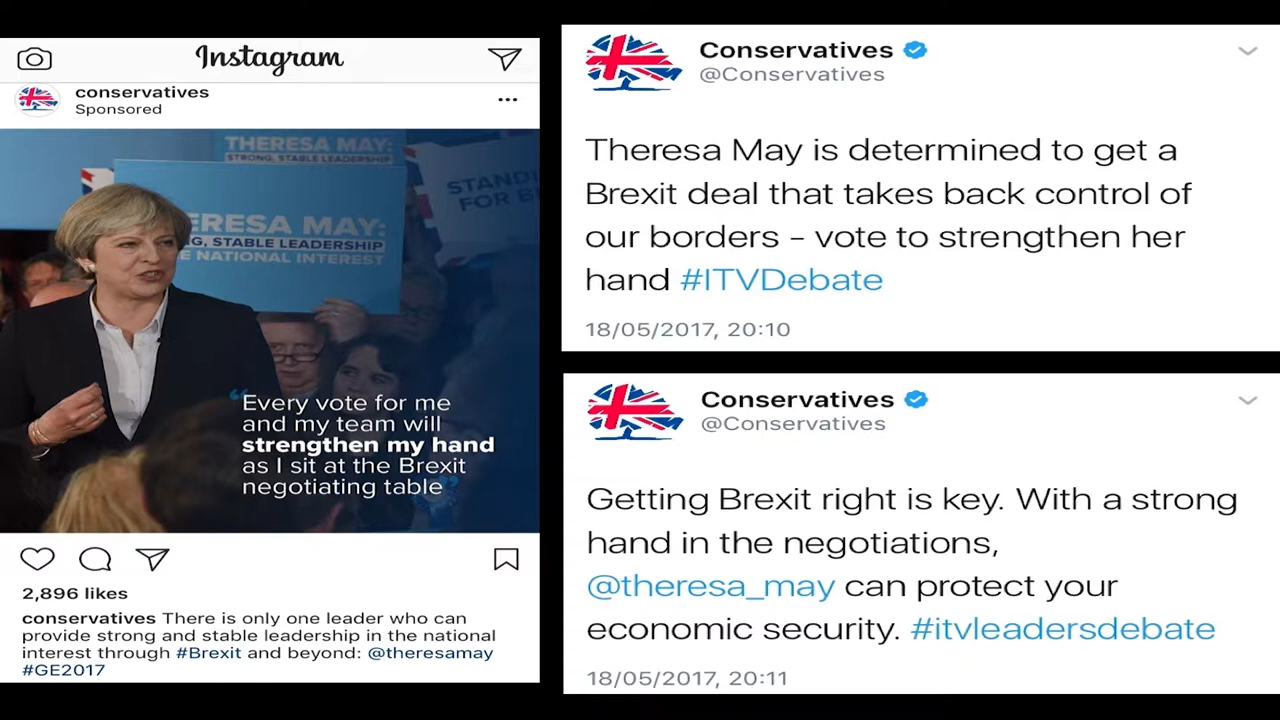 Instagram
conservatives
Sponsored
THERESA MAY:
STRONG, STABLE LEADERSHIP
THERESA MAY:
STABLE LEADERSHIP
NATIONAL INTEREST
FOR
“Every vote for me
and my team will
strengthen my hand
as I sit at the Brexit
negotiating table”
2,896 likes
conservatives There is only one leader who can
provide strong and stable leadership in the national
interest through #Brexit and beyond: @theresamay
#GE2017
Conservatives
@Conservatives
Theresa May is determined to get a
Brexit deal that takes back control of
our borders – vote to strengthen her
hand #ITVDebate
18/05/2017, 20:10
Conservatives
@Conservatives
Getting Brexit right is key. With a strong
hand in the negotiations,
@theresa_may can protect your
economic security. #itvleadersdebate
18/05/2017, 20:11